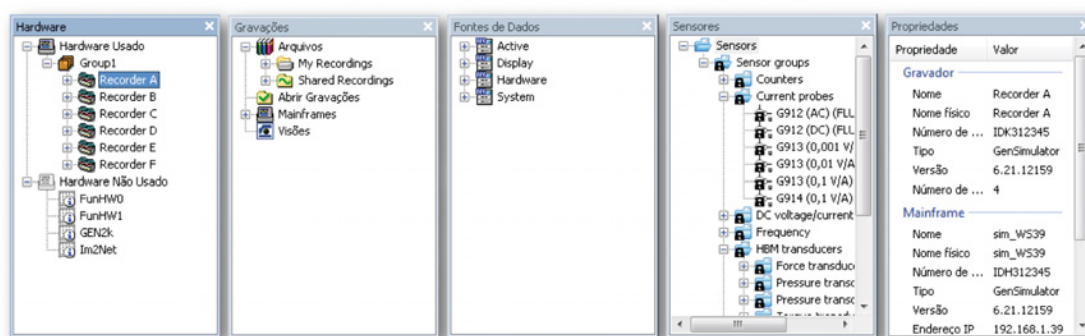 Hardware
Hardware Usado
Group1
Recorder A
Recorder B
Recorder C
Recorder D
Recorder E
Recorder F
Hardware Não Usado
FunHW0
FunHW1
GEN2k
Im2Net
Gravações
Arquivos
My Recordings
Shared Recordings
Abrir Gravações
Mainframes
Visões
Fontes de Dados
Active
Display
Hardware
System
Sensores
Sensors
Sensor groups
Counters
Current probes
G912 (AC) (FLL
G912 (DC) (FLL
G913 (0,001 V/
G913 (0,01 V/A
G913 (0,1 V/A)
G914 (0,1 V/A)
DC voltage/current
Frequency
HBM transducers
Force transduc
Pressure transc
Pressure transc
Propriedades
Propriedade Valor
Gravador
Nome Recorder A
Nome físico Recorder A
Número de ... IDK312345
Tipo GenSimulator
Versão 6.21.12159
Número de ... 4
Mainframe
Nome sim_WS39
Nome físico sim_WS39
Número de ... IDH312345
Tipo GenSimulator
Versão 6.21.12159
Endereço IP 192.168.1.39